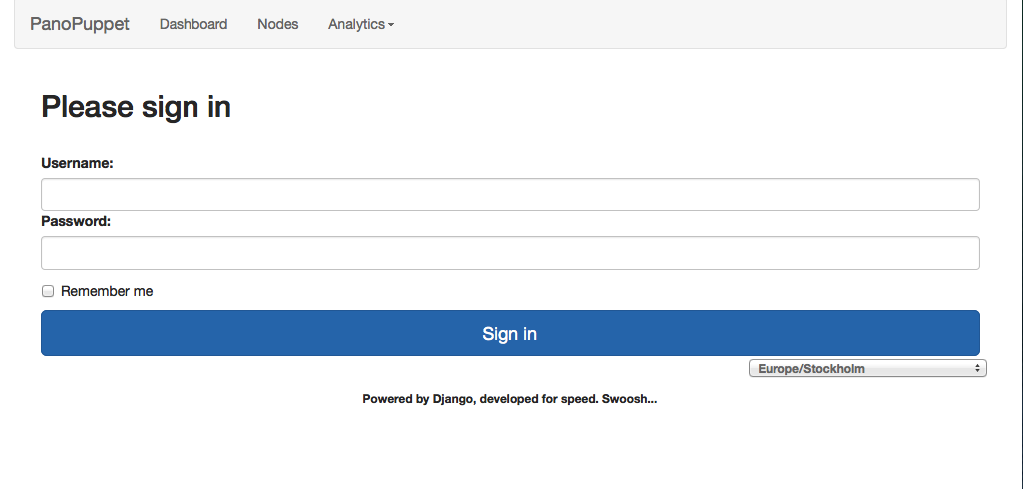 PanoPuppet Dashboard Nodes Analytics
Please sign in
Username:
Password:
Remember me
Sign in
Europe/Stockholm
Powered by Django, developed for speed. Swoosh...